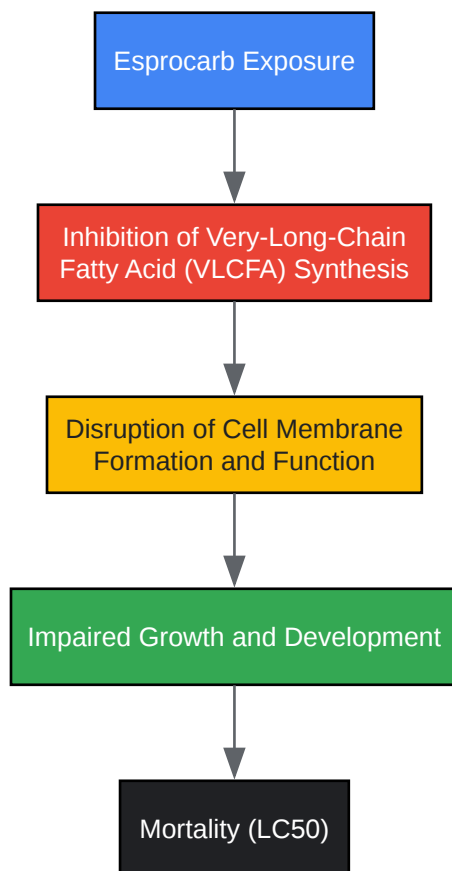 Esprocarb Exposure
Inhibition of Very-Long-Chain
Fatty Acid (VLCFA) Synthesis
Disruption of Cell Membrane
Formation and Function
Impaired Growth and Development
Mortality (LC50)